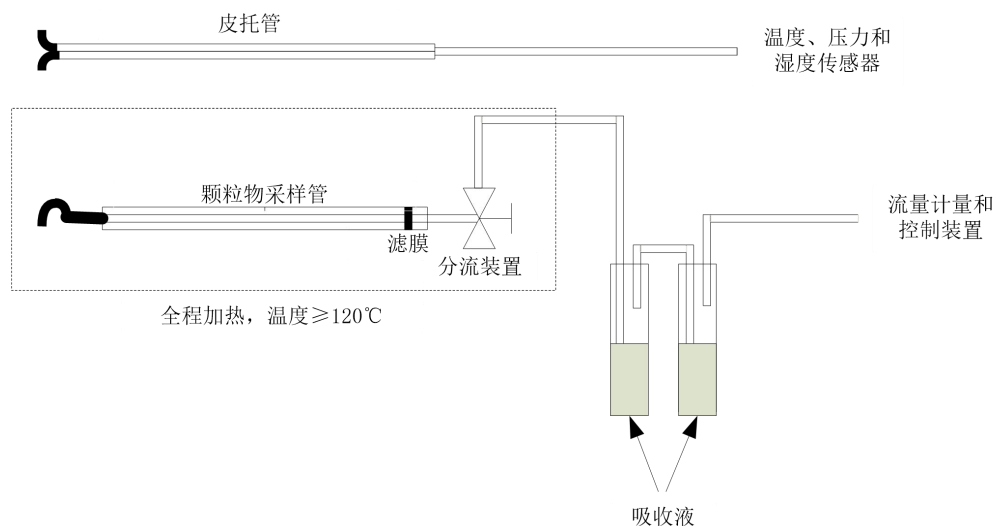 皮托管
温度、压力和
湿度传感器
颗粒物采样管
滤膜
分流装置
流量计量和
控制装置
全程加热，温度≥120℃
吸收液